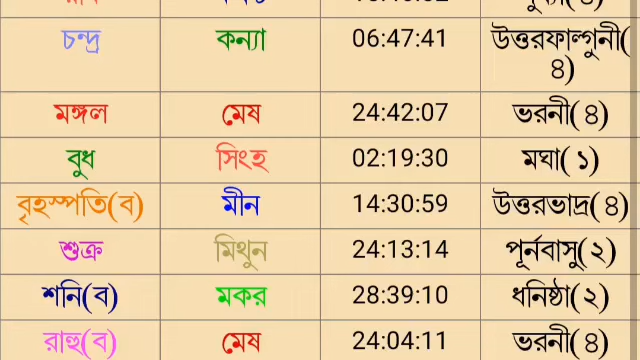 চন্দ্র কন্যা 06:47:41 উত্তরফাল্গুনী(
৪)
মঙ্গল মেষ 24:42:07 ভরনী(৪)
বুধ সিংহ 02:19:30 মঘা(১)
বৃহস্পতি(ব) মীন 14:30:59 উত্তরভাদ্র(৪)
শুক্র মিথুন 24:13:14 পূর্নবাসু(২)
শনি(ব) মকর 28:39:10 ধনিষ্ঠা(২)
রাহু(ব) মেষ 24:04:11 ভরনী(৪)